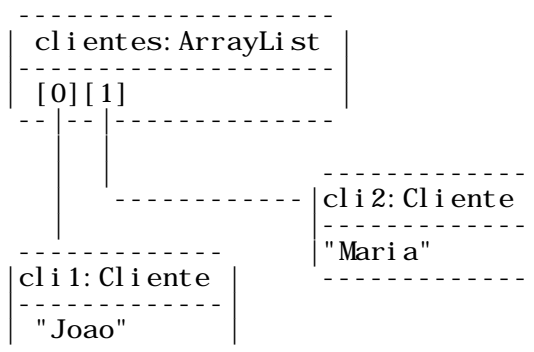 clientes:ArrayList
[0][1]
cli2:Cliente
"Maria"
cli1:Cliente
"Joao"